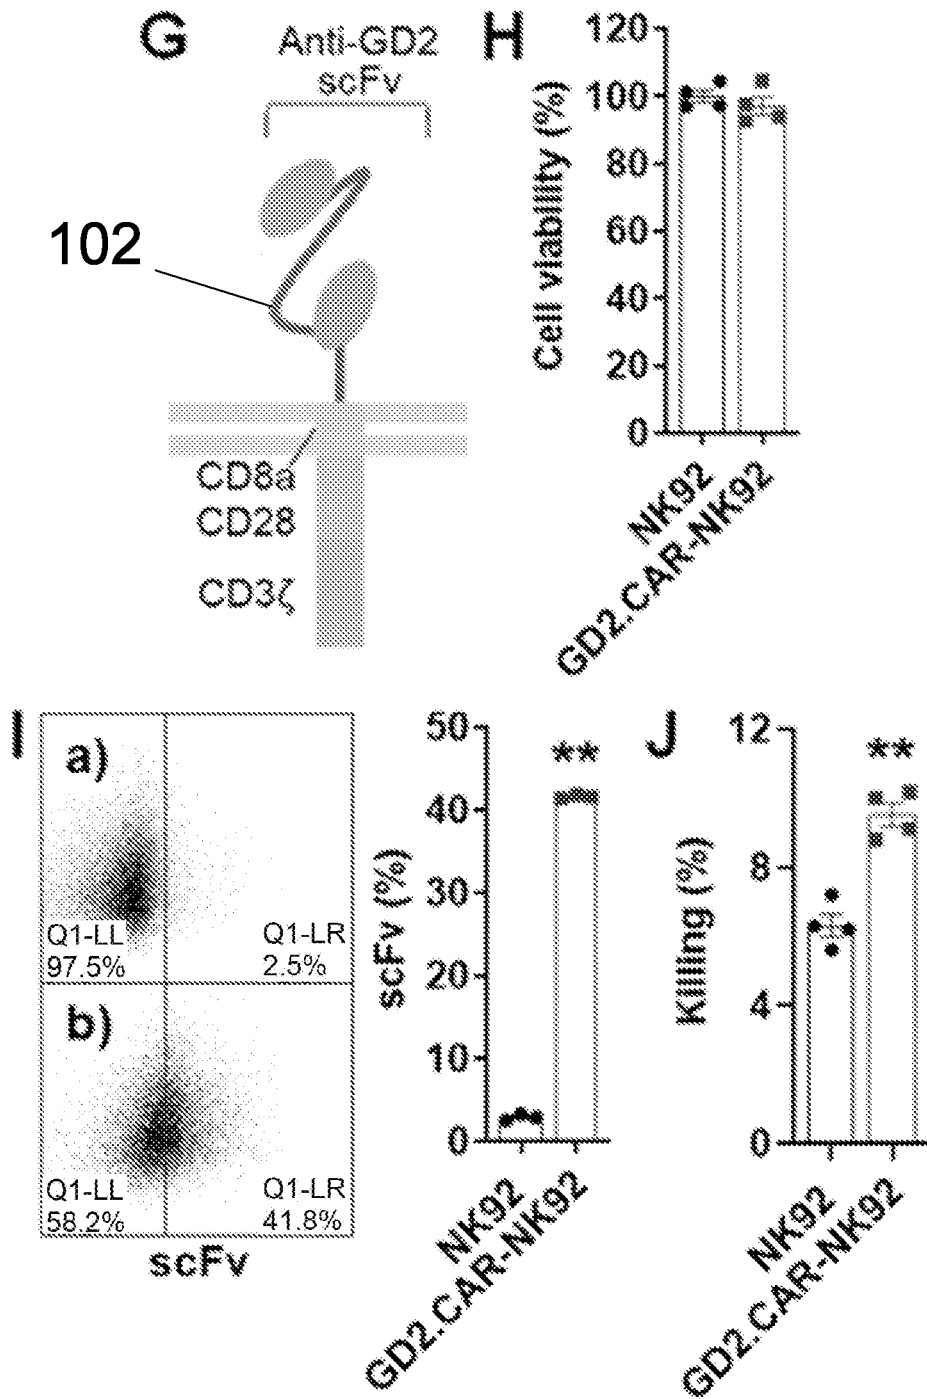 G
Anti-GD2
scFv
102
CD8a
CD28
CD3ζ
H
Cell viability (%)
120
100
80
60
40
20
0
NK92
GD2.CAR-NK92
I
a)
Q1-LL
97.5%
Q1-LR
2.5%
b)
Q1-LL
58.2%
Q1-LR
41.8%
scFv
scFv (%)
50
40
30
20
10
0
**
NK92
GD2.CAR-NK92
J
Killing (%)
12
8
4
0
**
NK92
GD2.CAR-NK92